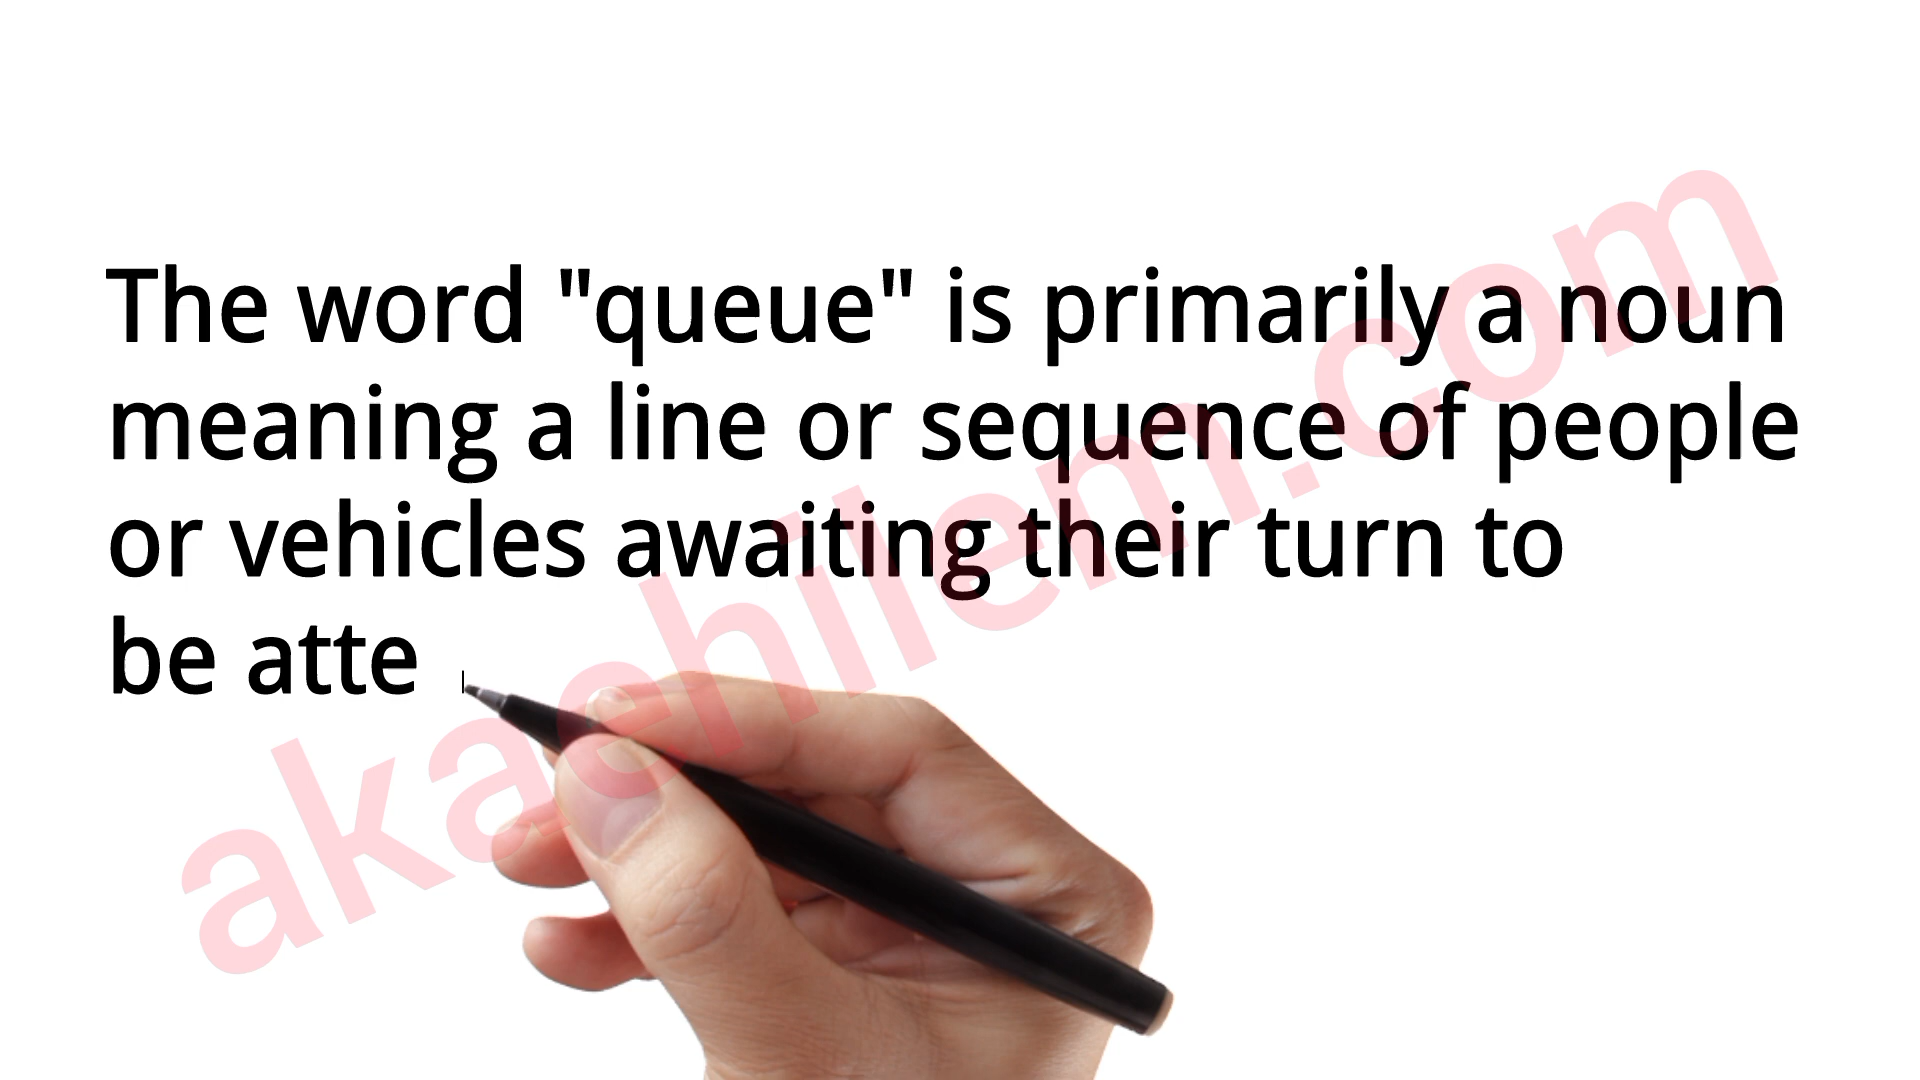 The word "queue" is primarily a noun
meaning a line or sequence of people
or vehicles awaiting their turn to
be atte
akaehilem.com